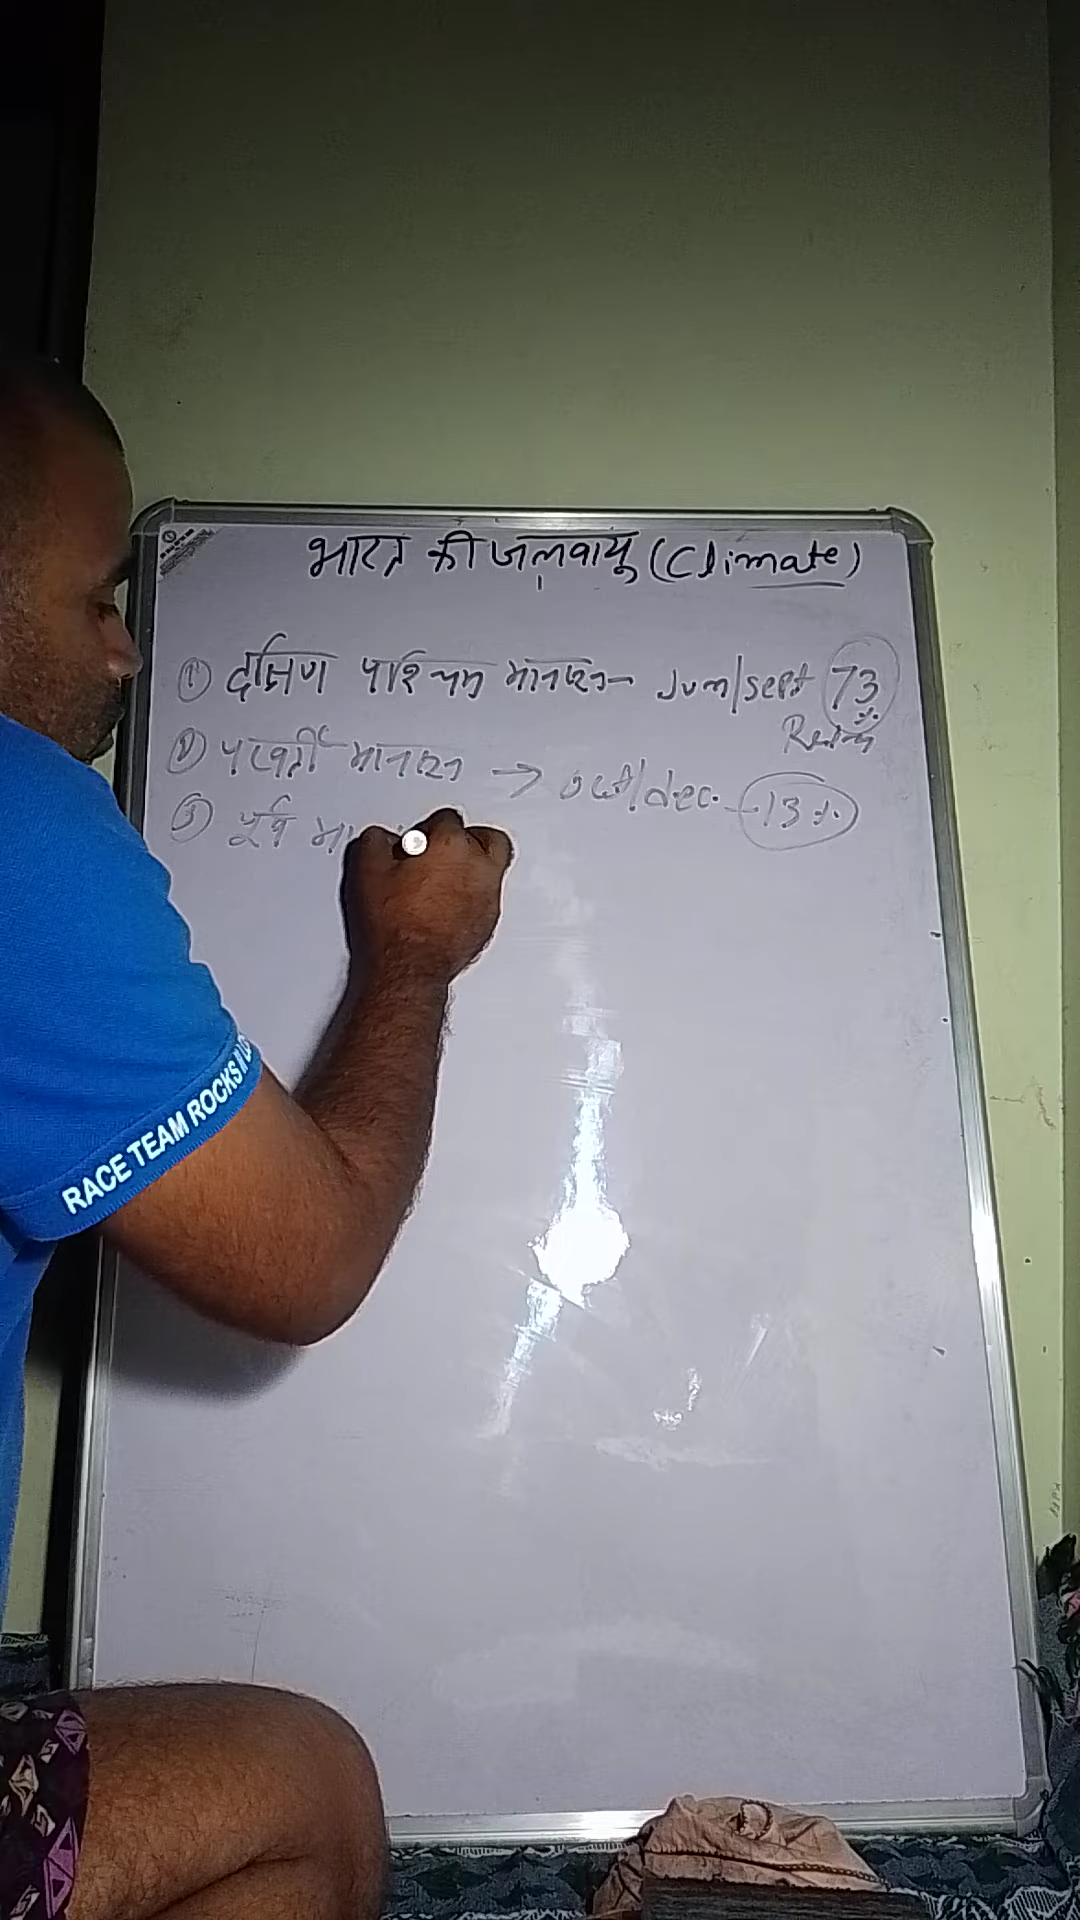 भारत की जलवायु (Climate)
① दक्षिण पश्चिम मानसून - Jum/sept 73%
Rain
② परवर्ती मानसून → oct/dec. - 13%
③ पूर्व
RACE TEAM ROCKS